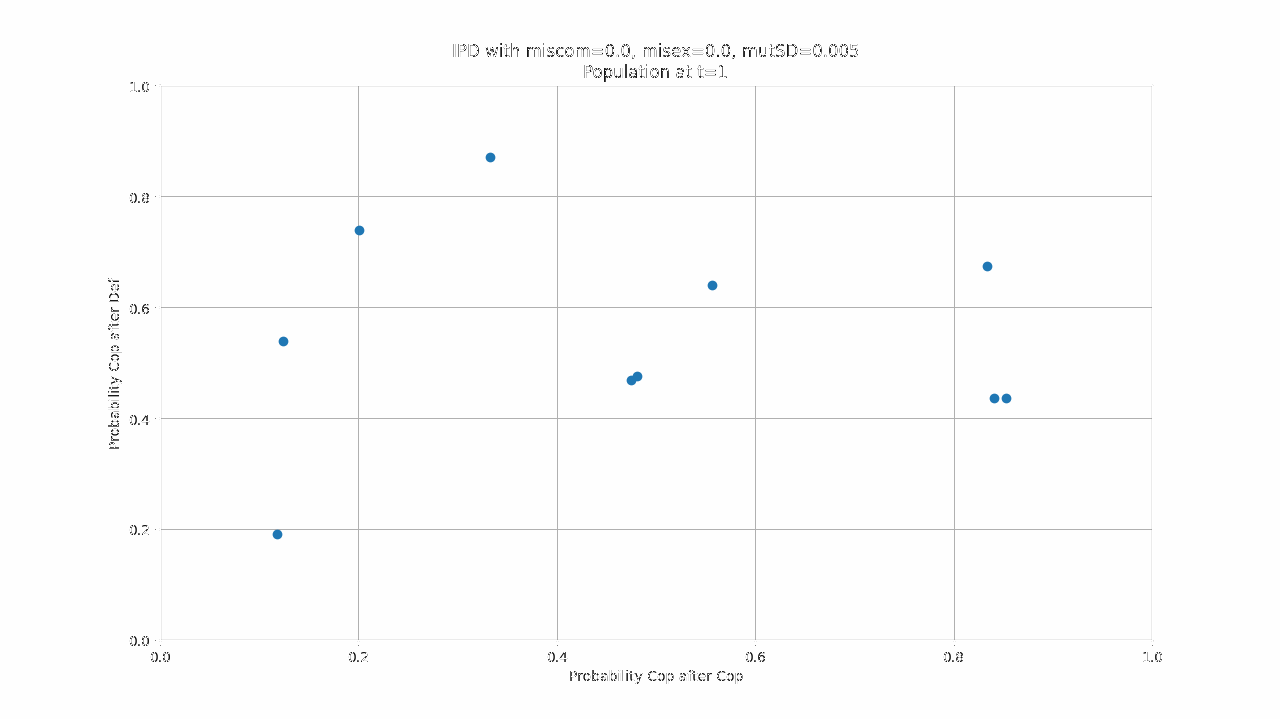 IPD with miscom=0.0, misex=0.0, mutSD=0.005
Population at t=1
1.0
0.8
0.6
0.4
0.2
0.0
Probability Cop after Def
0.0 0.2 0.4 0.6 0.8 1.0
Probability Cop after Cop